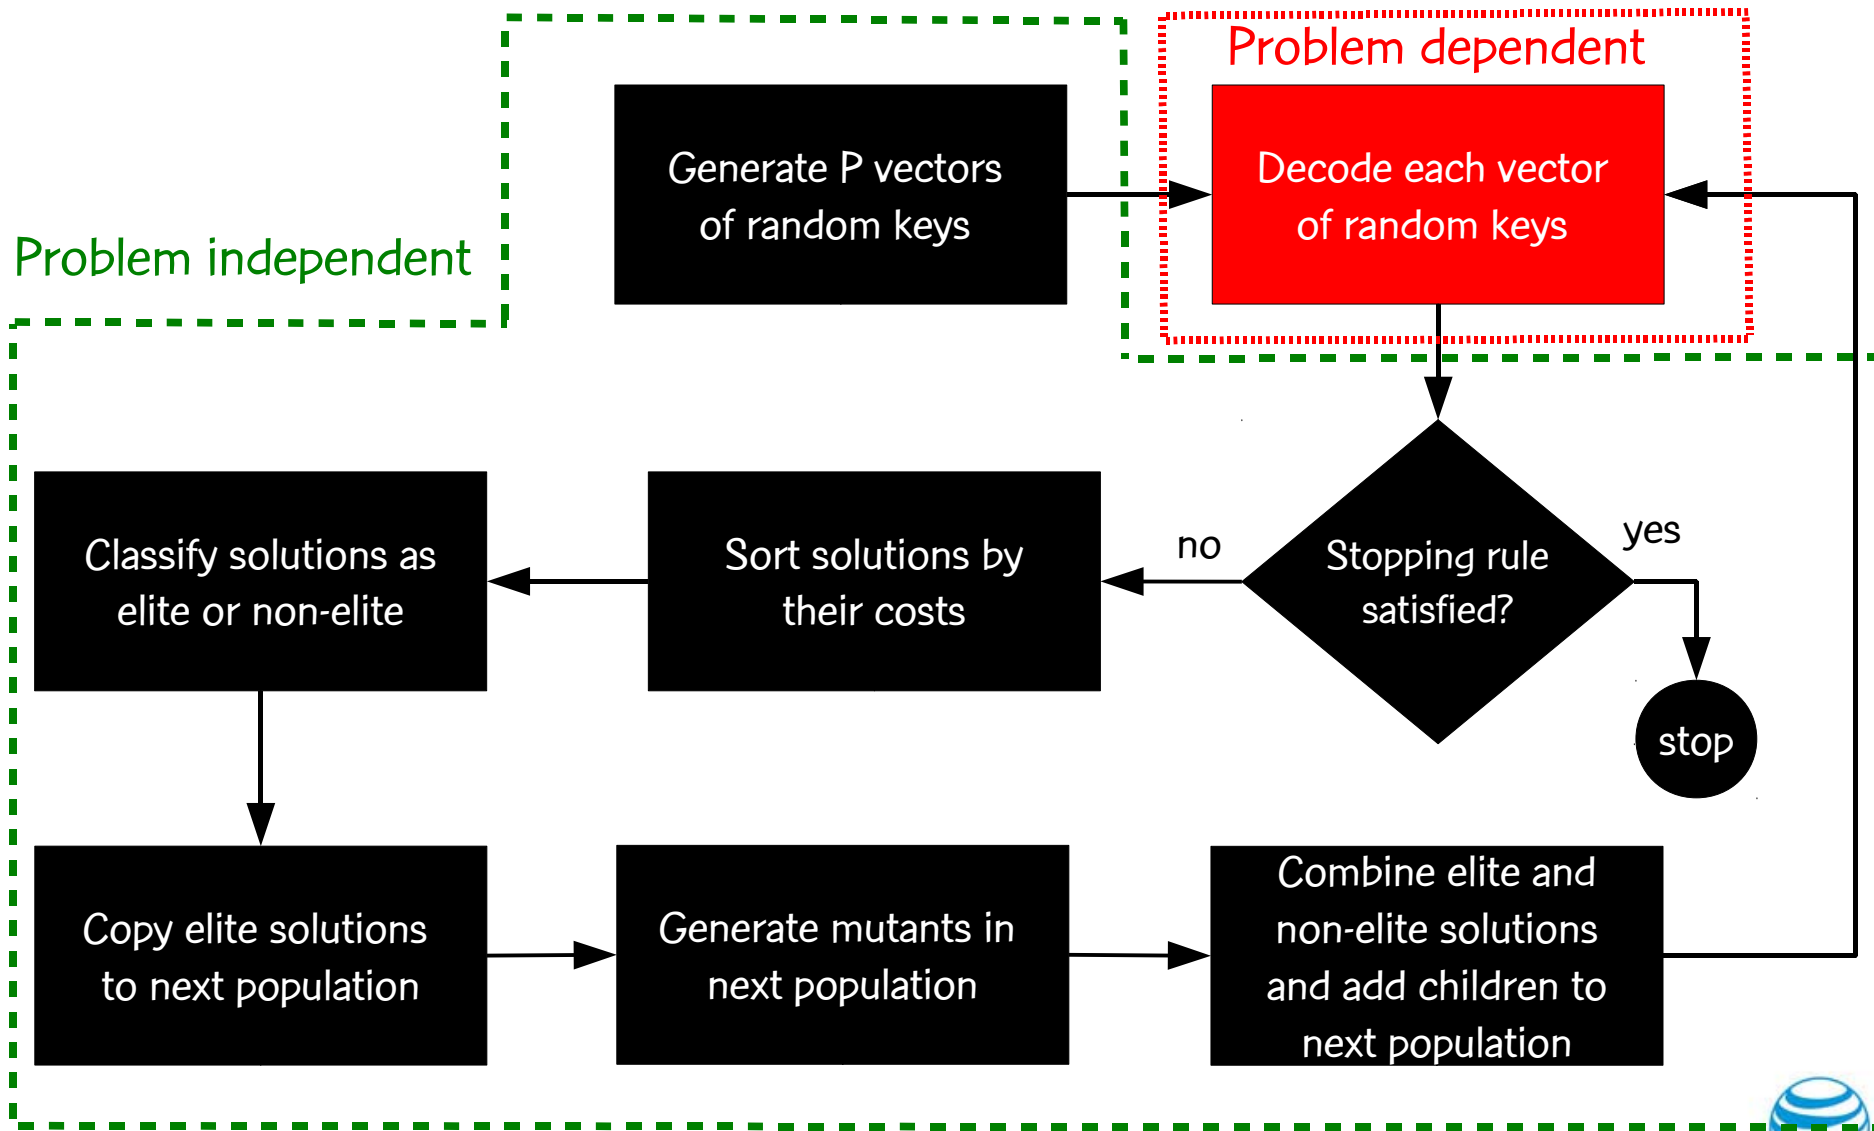 Problem dependent
Generate P vectors
of random keys
Decode each vector
of random keys
Problem independent
Classify solutions as
elite or non-elite
Sort solutions by
their costs
no
Stopping rule
satisfied?
yes
stop
Copy elite solutions
to next population
Generate mutants in
next population
Combine elite and
non-elite solutions
and add children to
next population